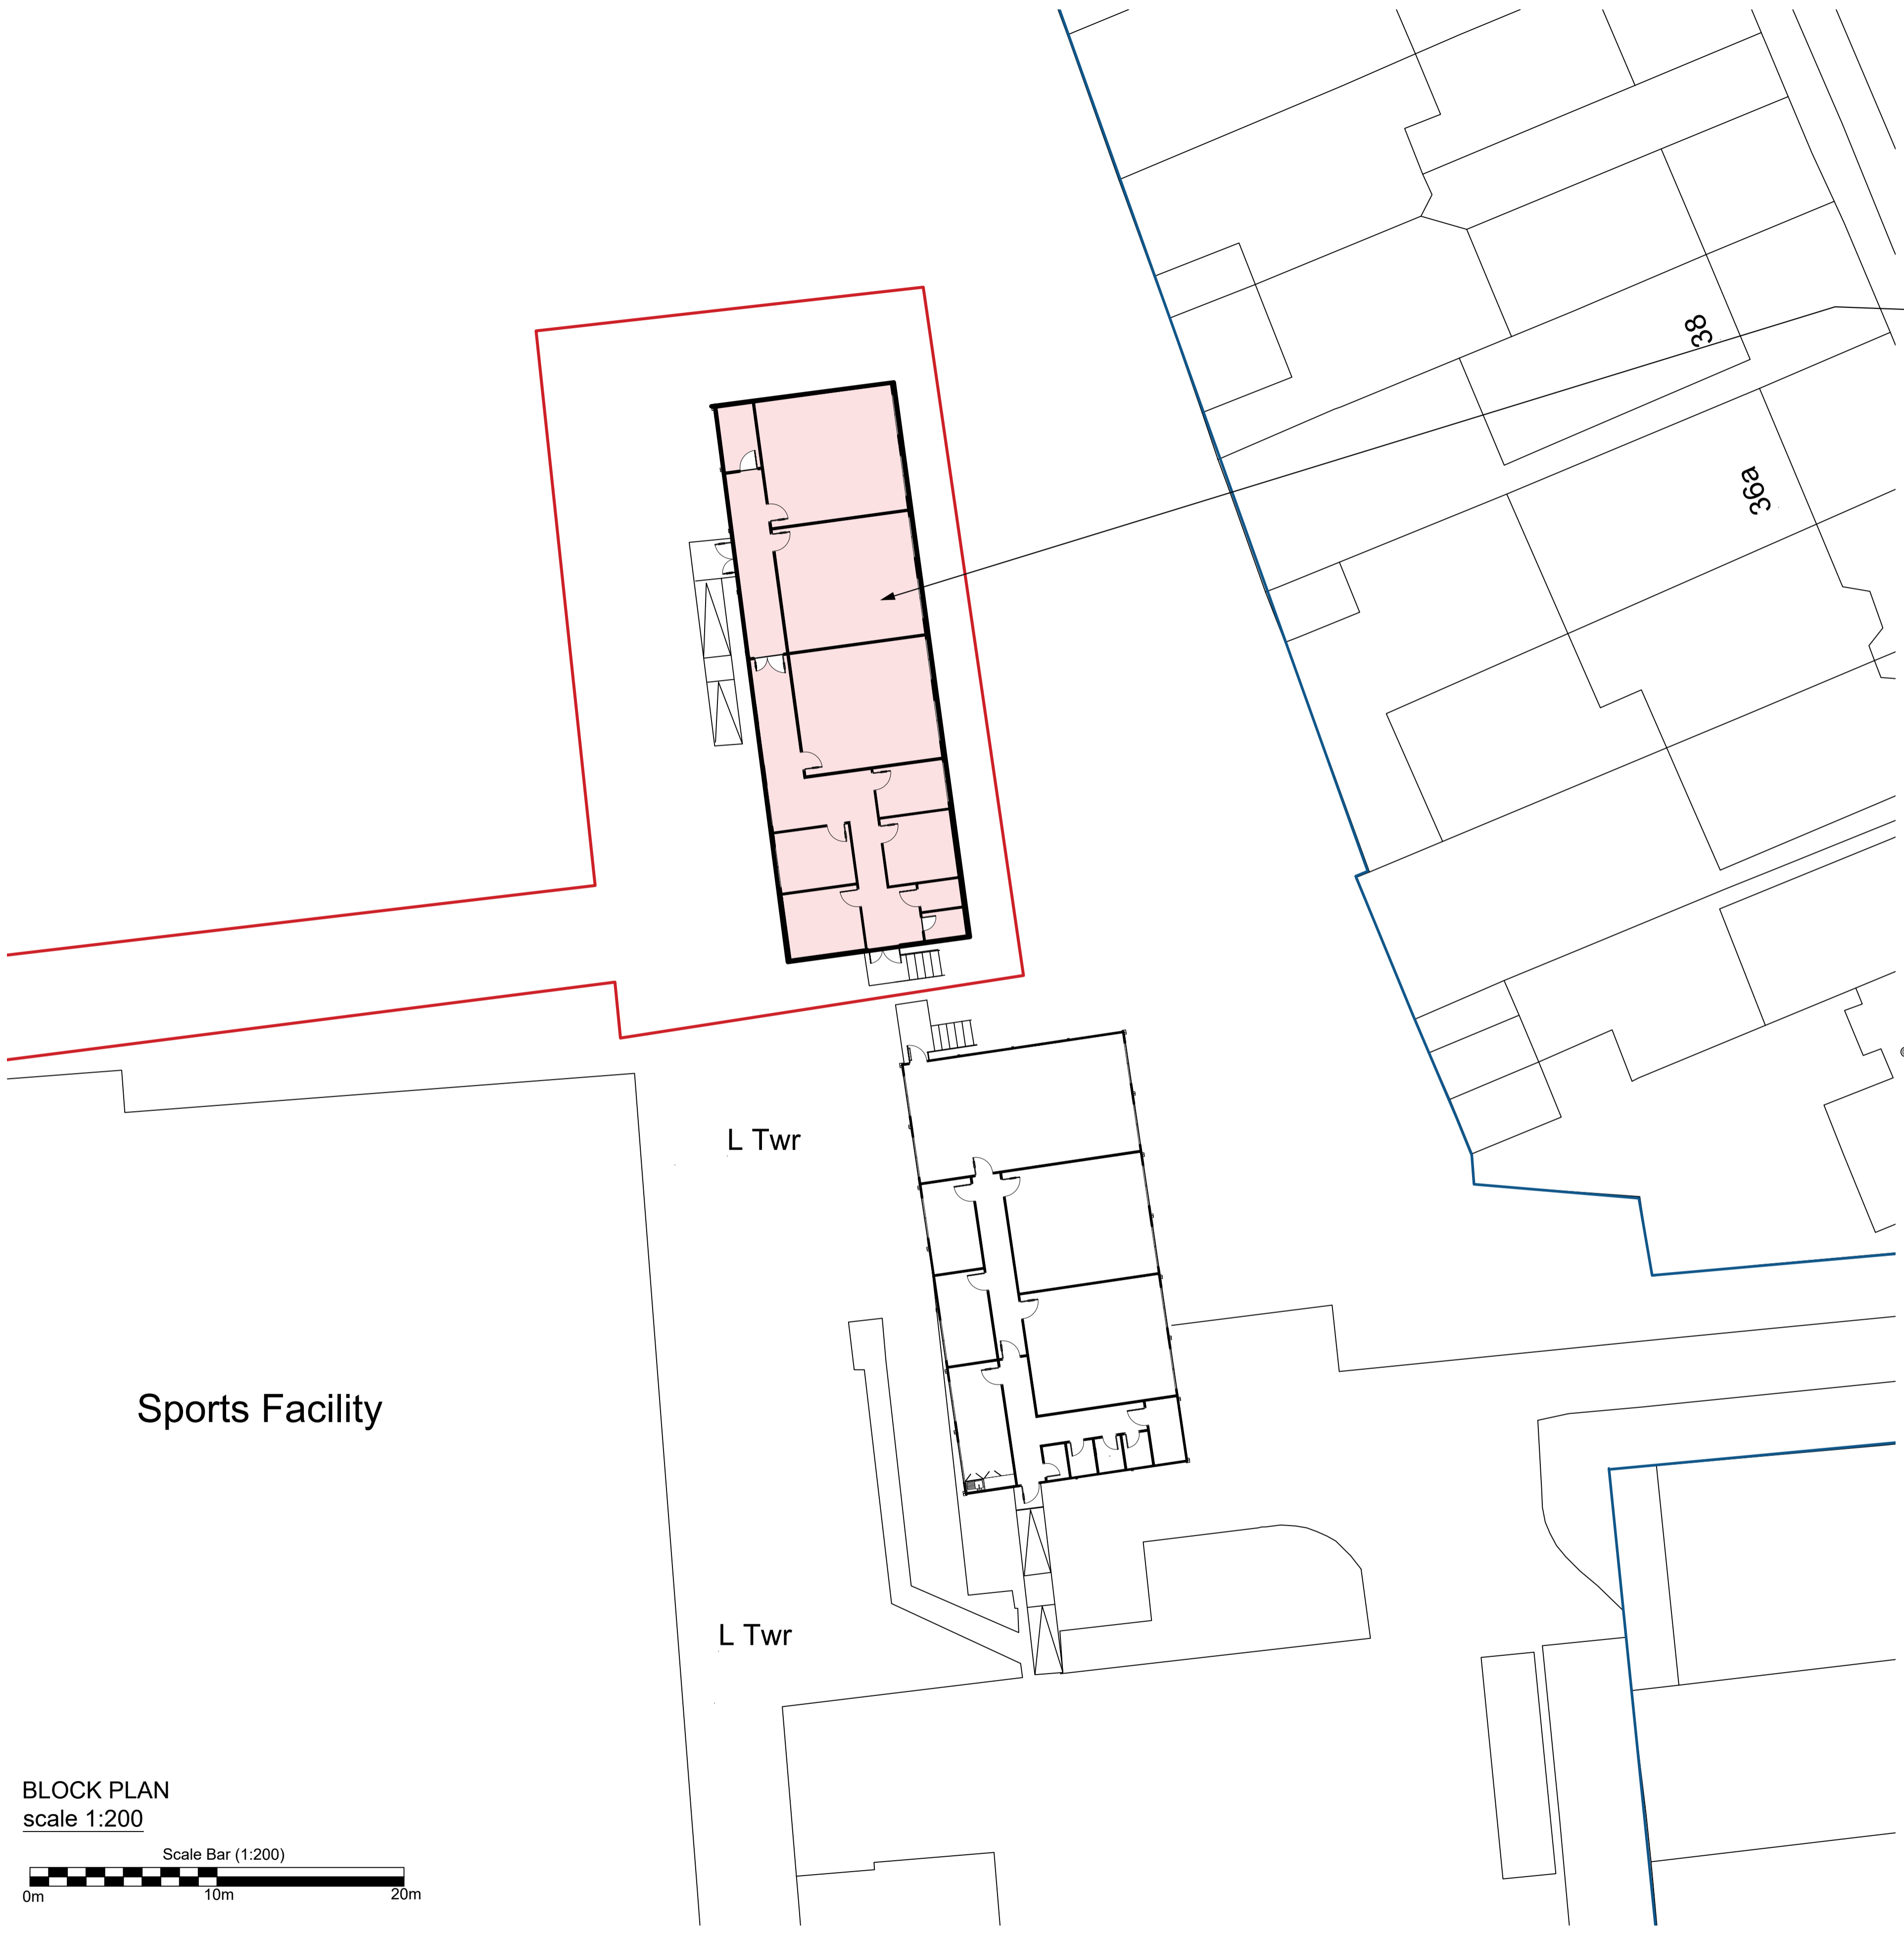 38
36a
L Twr
Sports Facility
L Twr
BLOCK PLAN
scale 1:200
Scale Bar (1:200)
0m 10m 20m